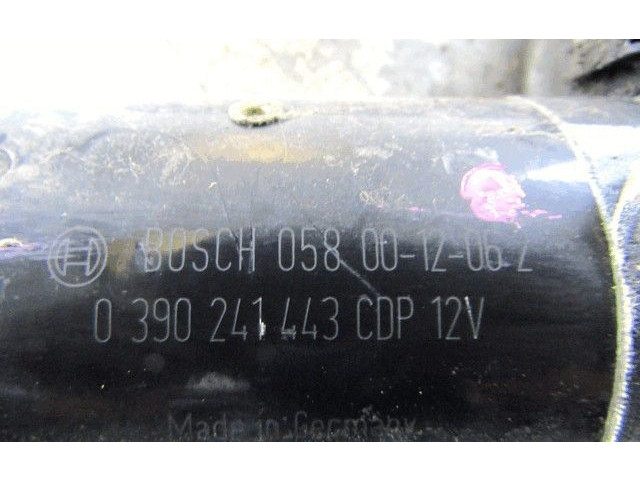 BOSCH 058 00-12-06 2
0 390 241 443 CDP 12V
Made in Germany